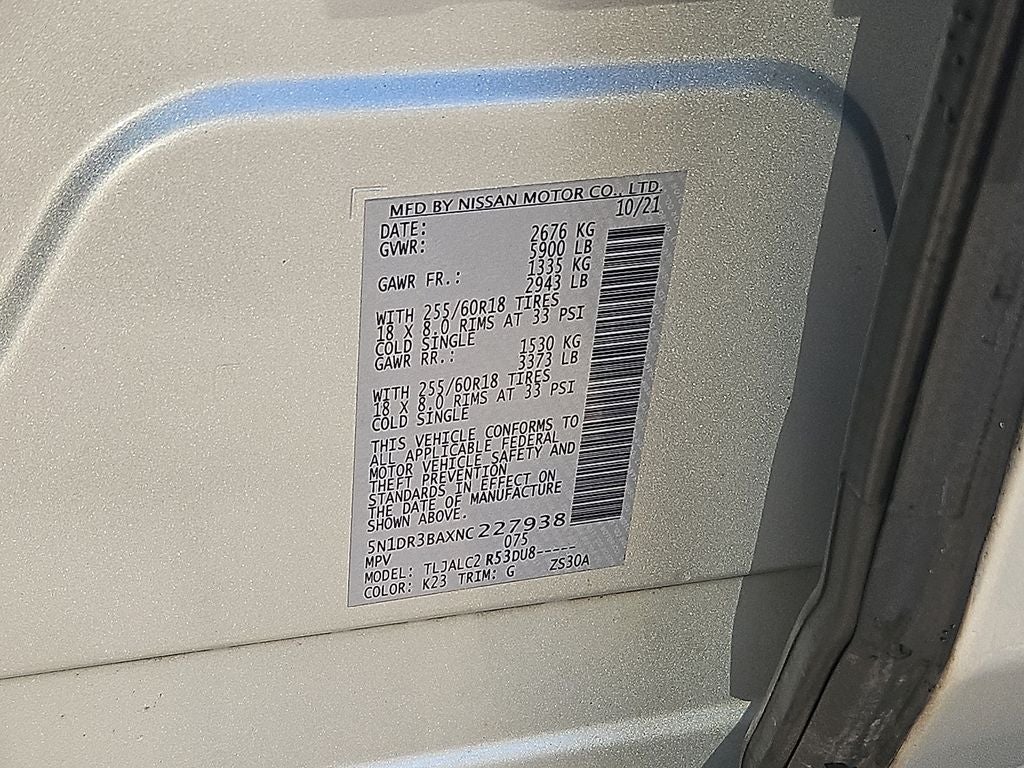 MFD BY NISSAN MOTOR CO., LTD.
DATE: 10/21
GVWR: 2676 KG
5900 LB
GAWR FR.: 1335 KG
2943 LB
WITH 255/60R18 TIRES
18 X 8.0 RIMS AT 33 PSI
COLD SINGLE
GAWR RR.: 1530 KG
3373 LB
WITH 255/60R18 TIRES
18 X 8.0 RIMS AT 33 PSI
COLD SINGLE
THIS VEHICLE CONFORMS TO
ALL APPLICABLE FEDERAL
MOTOR VEHICLE SAFETY AND
THEFT PREVENTION
STANDARDS IN EFFECT ON
THE DATE OF MANUFACTURE
SHOWN ABOVE.
5N1DR3BAXNC227938
MPV 075
MODEL: TLJALC2 R53DU8-----
COLOR: K23 TRIM: G ZS30A